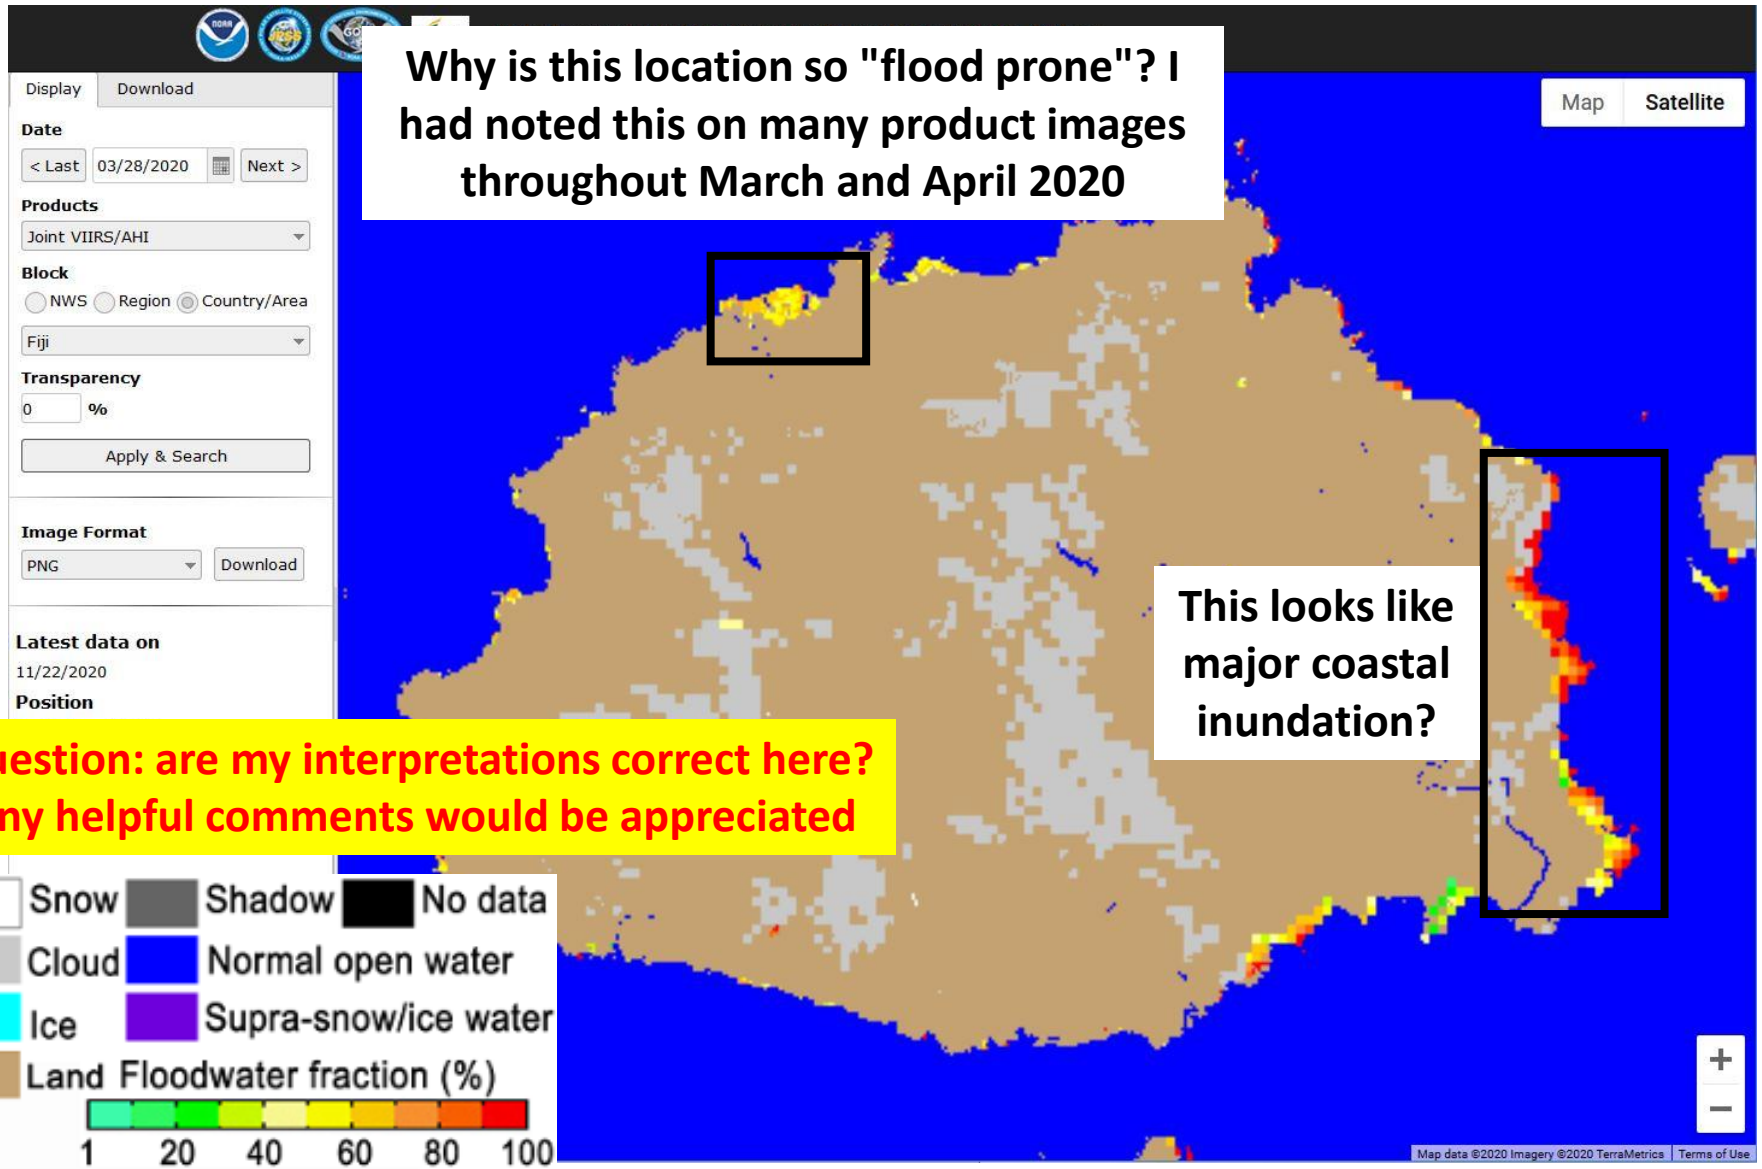 NOAA
JPSS
Why is this location so "flood prone"? I
had noted this on many product images
throughout March and April 2020
Display Download
Map Satellite
Date
< Last 03/28/2020 Next >
Products
Joint VIIRS/AHI
Block
NWS Region Country/Area
Fiji
Transparency
0 %
Apply & Search
Image Format
PNG Download
This looks like
major coastal
inundation?
Latest data on
11/22/2020
Position
uestion: are my interpretations correct here?
ny helpful comments would be appreciated
Snow Shadow No data
Cloud Normal open water
Ice Supra-snow/ice water
Land Floodwater fraction (%)
1 20 40 60 80 100
+
−
Map data ©2020 Imagery ©2020 TerraMetrics Terms of Use